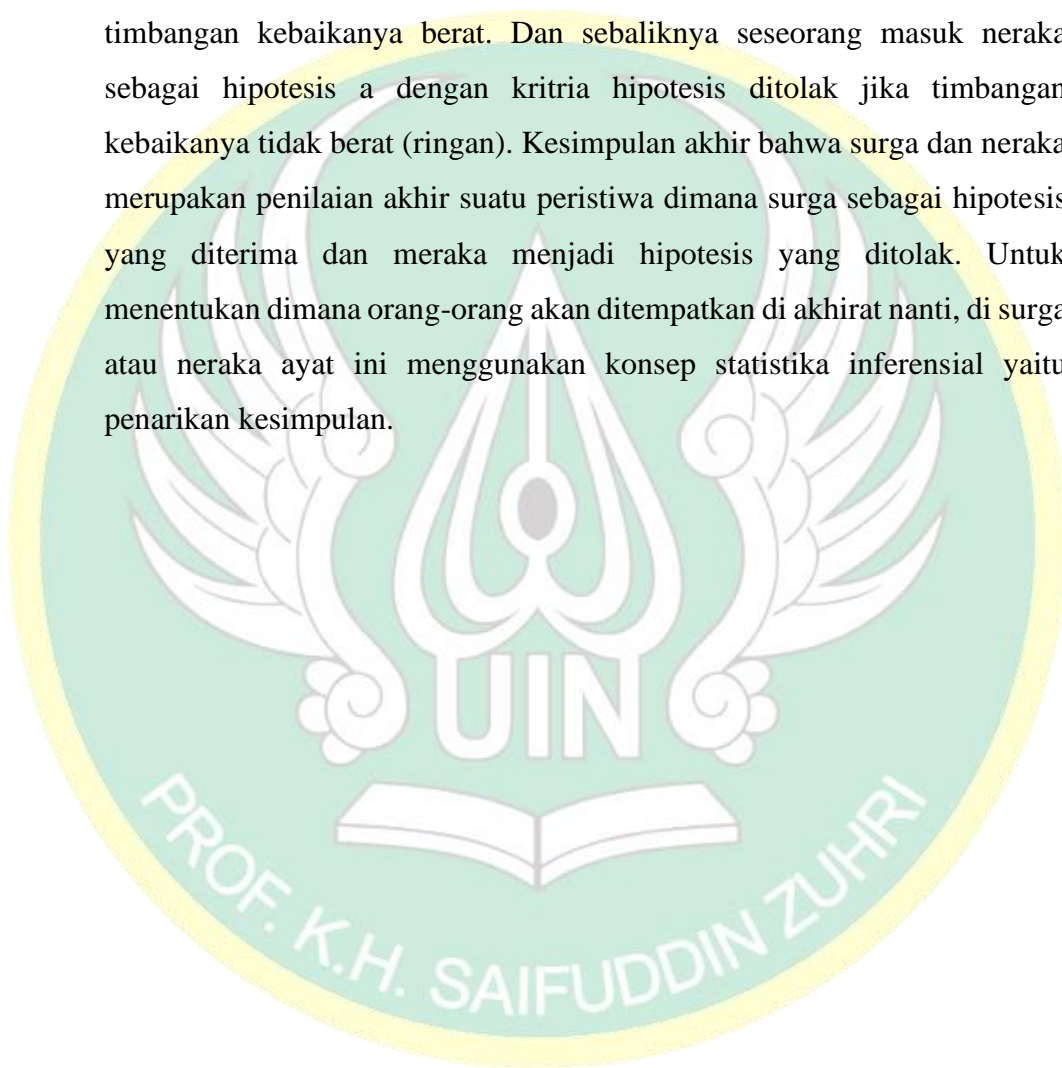 timbangan kebaikanya berat. Dan sebaliknya seseorang masuk neraka
sebagai hipotesis a dengan kritria hipotesis ditolak jika timbangan
kebaikanya tidak berat (ringan). Kesimpulan akhir bahwa surga dan neraka
merupakan penilaian akhir suatu peristiwa dimana surga sebagai hipotesis
yang diterima dan meraka menjadi hipotesis yang ditolak. Untuk
menentukan dimana orang-orang akan ditempatkan di akhirat nanti, di surga
atau neraka ayat ini menggunakan konsep statistika inferensial yaitu
penarikan kesimpulan.
UIN
PROF. K.H. SAIFUDDIN ZUHRI